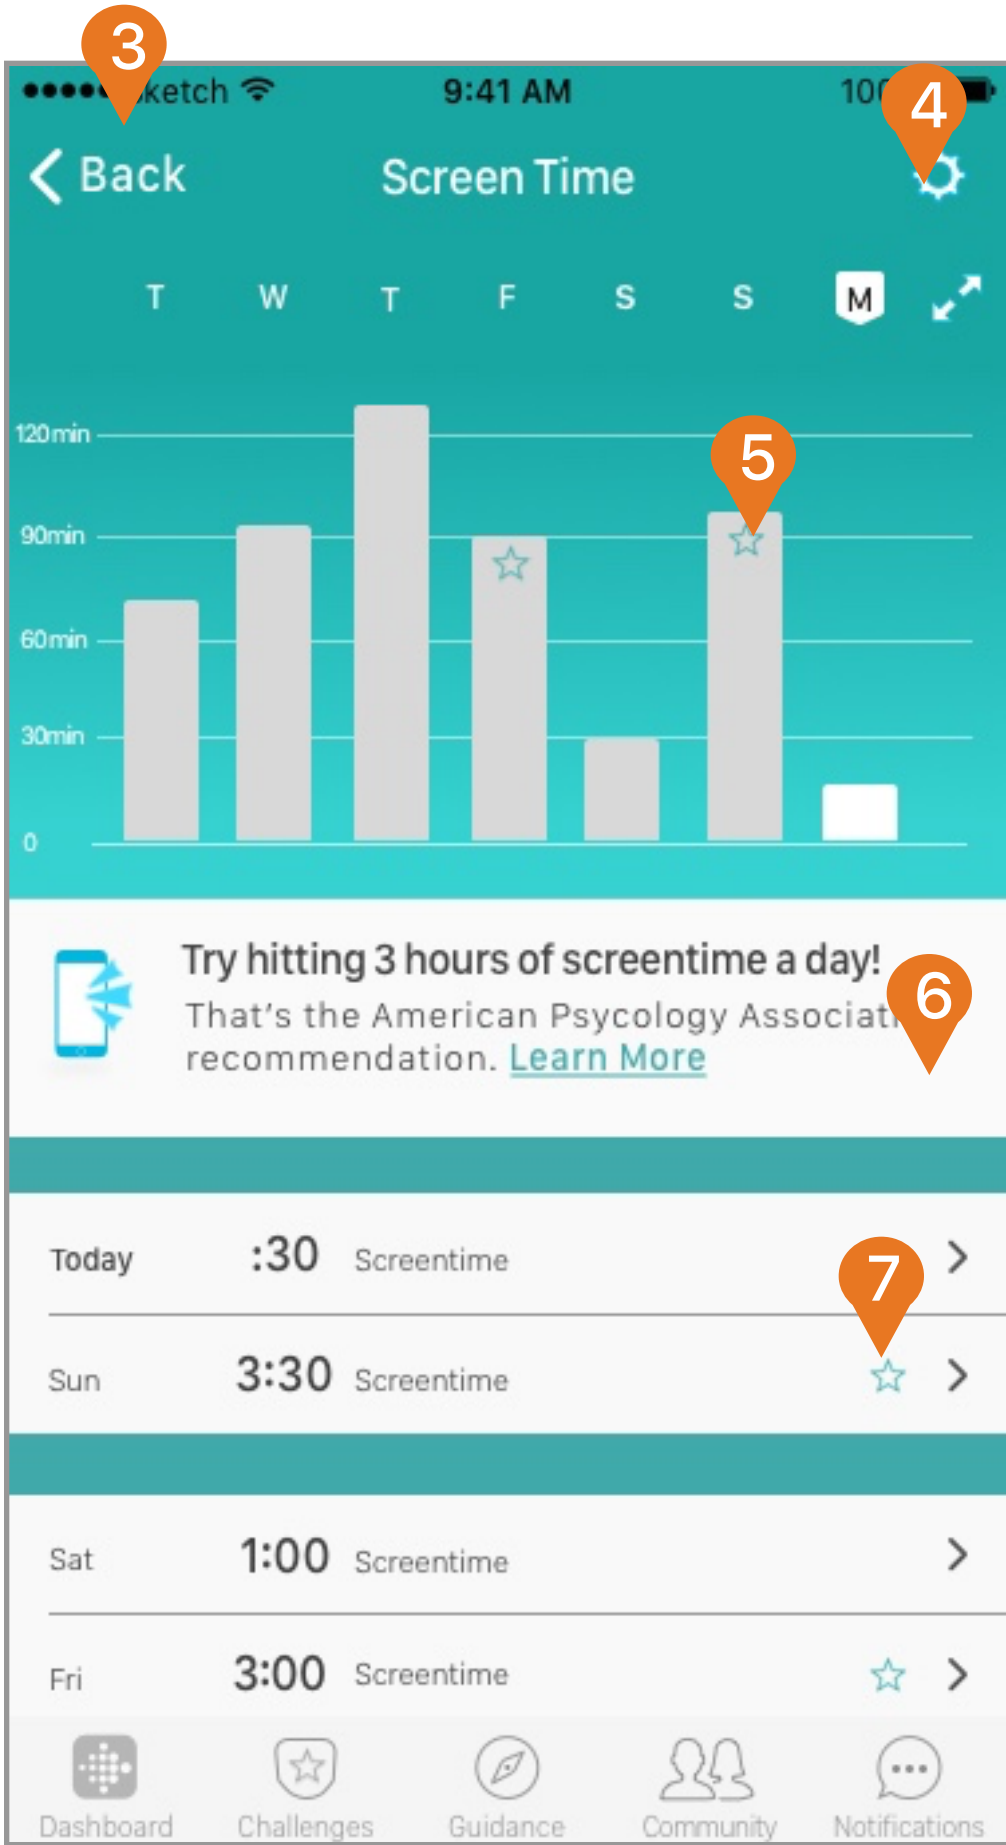 3
9:41 AM
4
Back
Screen Time
T W T F S S M
120min
5
90min
60min
30min
0
Try hitting 3 hours of screentime a day!
6
That's the American Psycology
recommendation. Learn More
Today :30 Screentime
7
Sun 3:30 Screentime
Sat 1:00 Screentime
Fri 3:00 Screentime
Dashboard Challenges Guidance Community Notifications